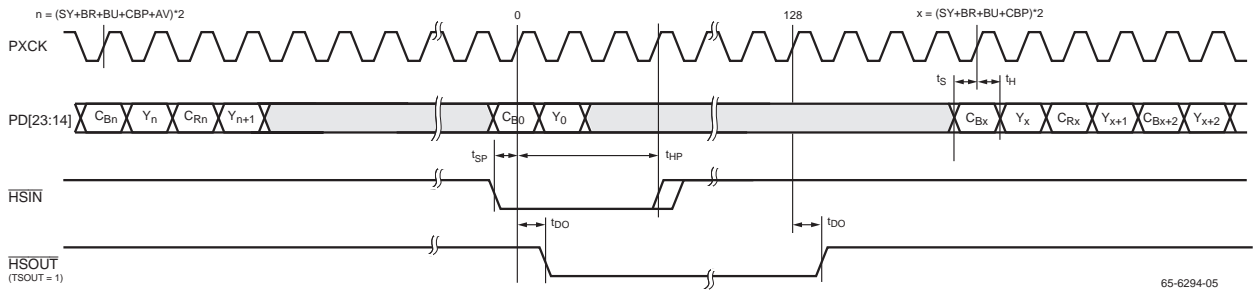 n = (SY+BR+BU+CBP+AV)*2
0
128
x = (SY+BR+BU+CBP)*2
PXCK
tS
tH
PD[23:14]
CBn
Yn
CRn
Yn+1
CB0
Y0
CBx
Yx
CRx
Yx+1
CBx+2
Yx+2
tSP
tHP
HSIN
tDO
tDO
HSOUT
(TSOUT = 1)
65-6294-05